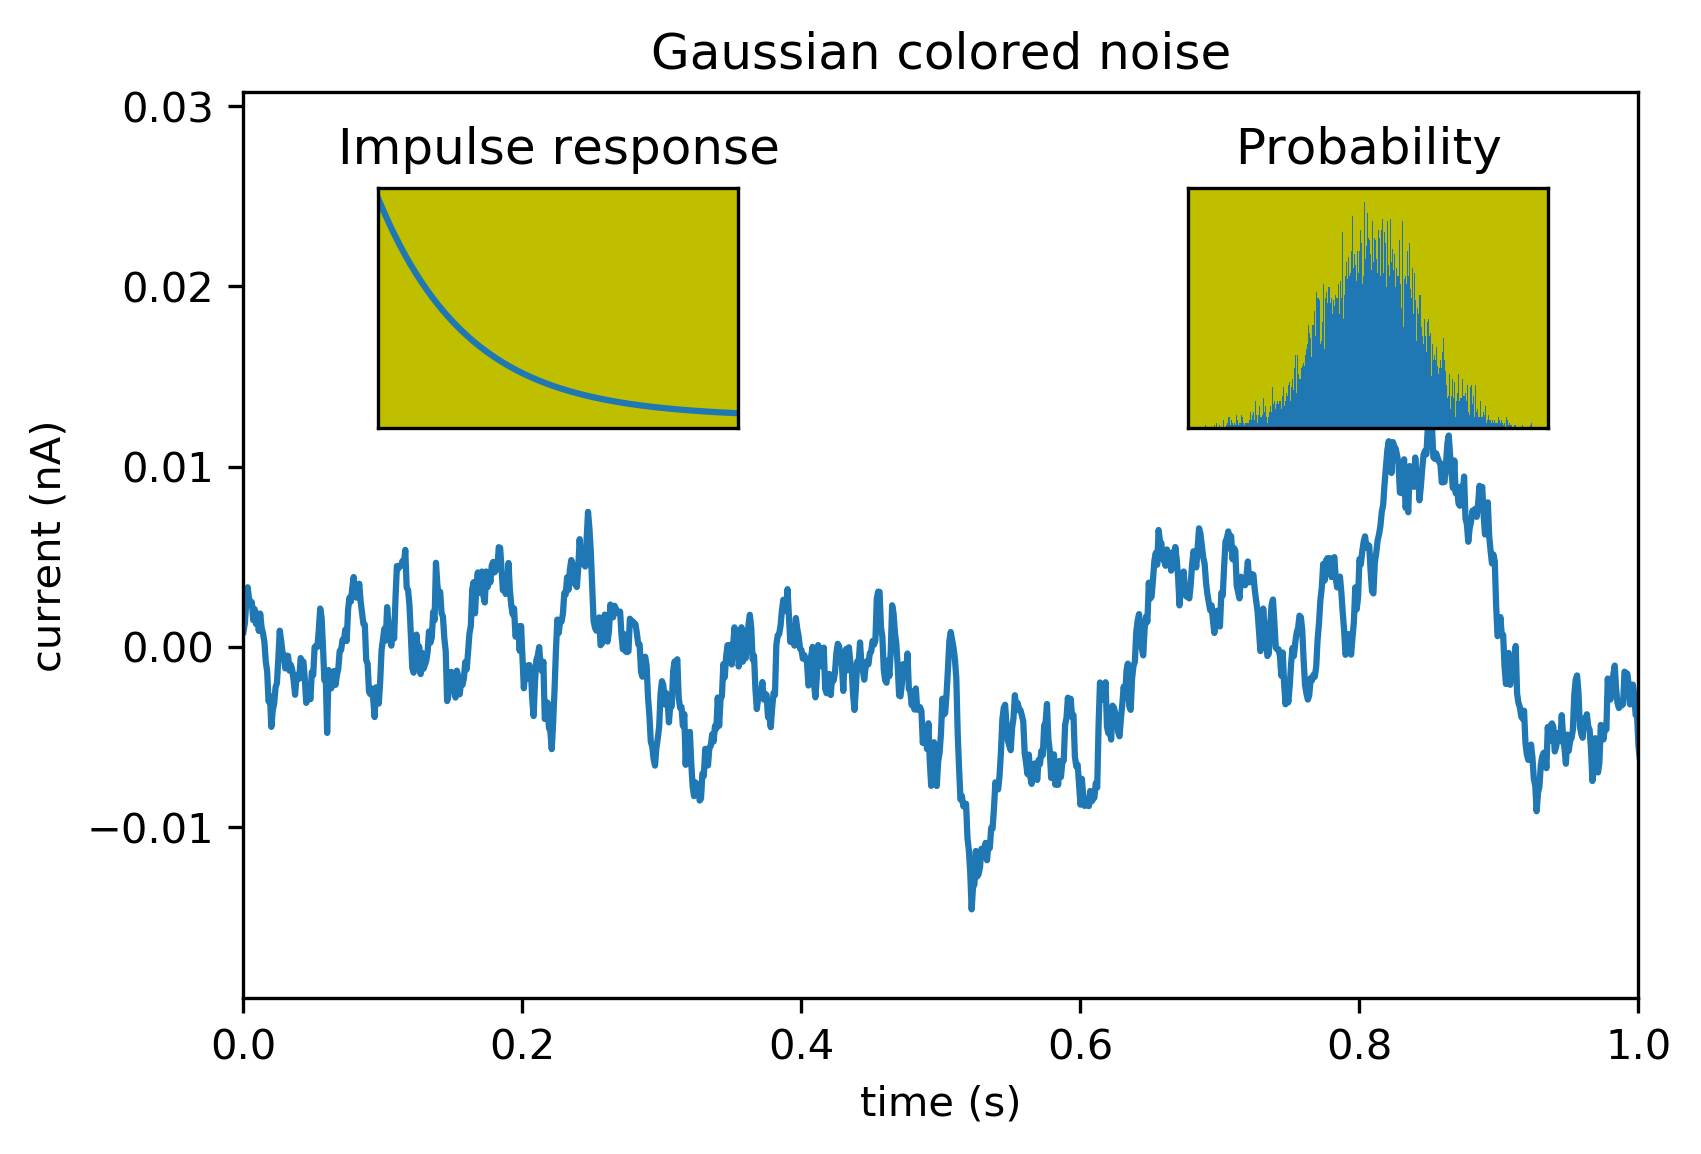 Gaussian colored noise
Impulse response
Probability
current (nA)
0.03
0.02
0.01
0.00
−0.01
0.0 0.2 0.4 0.6 0.8 1.0
time (s)